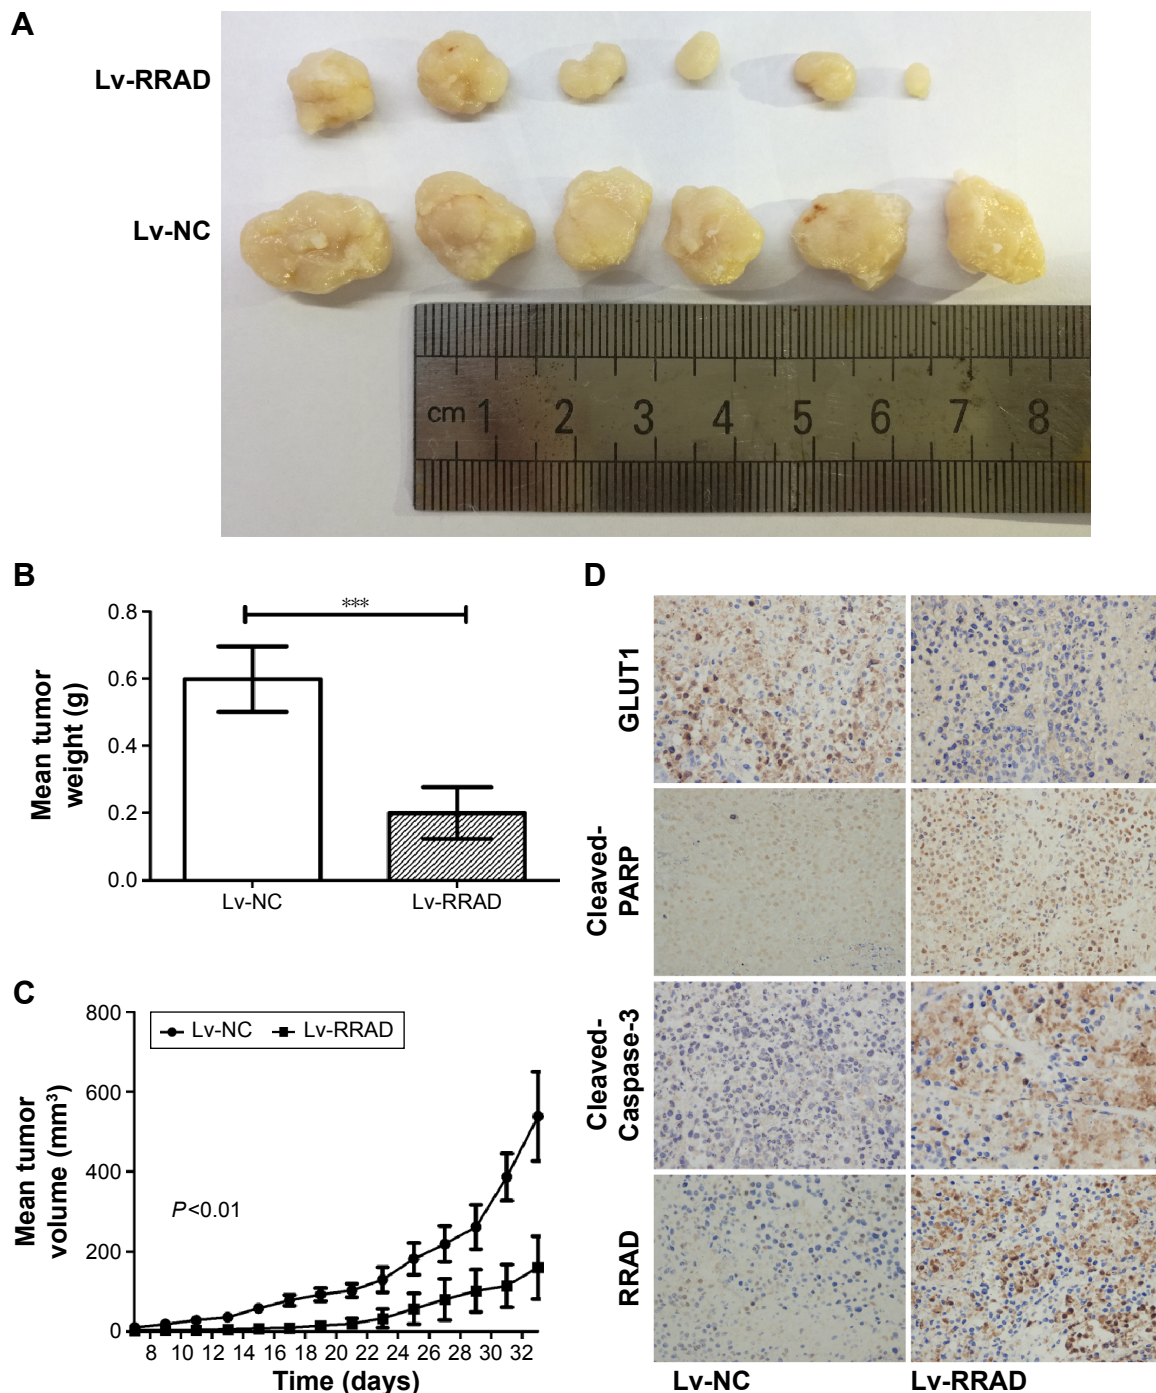 A
Lv-RRAD
Lv-NC
cm 1 2 3 4 5 6 7 8
B
***
Mean tumor
weight (g)
0.8
0.6
0.4
0.2
0.0
Lv-NC Lv-RRAD
C
Mean tumor
volume (mm³)
800
600
400
200
0
Lv-NC Lv-RRAD
P<0.01
8 10 11 12 14 16 18 20 22 24 26 28 30 32
Time (days)
D
GLUT1
Cleaved-
PARP
Cleaved-
Caspase-3
RRAD
Lv-NC Lv-RRAD